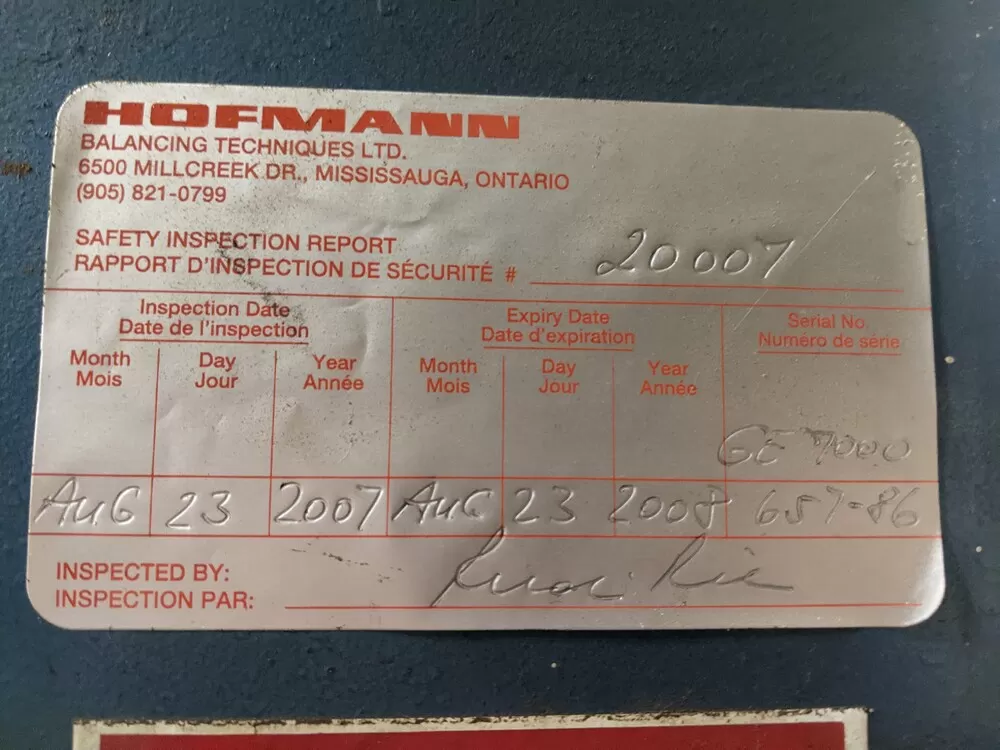 HOFMANN
BALANCING TECHNIQUES LTD.
6500 MILLCREEK DR., MISSISSAUGA, ONTARIO
(905) 821-0799
SAFETY INSPECTION REPORT
RAPPORT D'INSPECTION DE SÉCURITÉ # 20007
Inspection Date Expiry Date Serial No.
Date de l'inspection Date d'expiration Numéro de série
Month Day Year Month Day Year
Mois Jour Année Mois Jour Année
GE 7000
AUG 23 2007 AUG 23 2008 657-86
INSPECTED BY:
INSPECTION PAR: